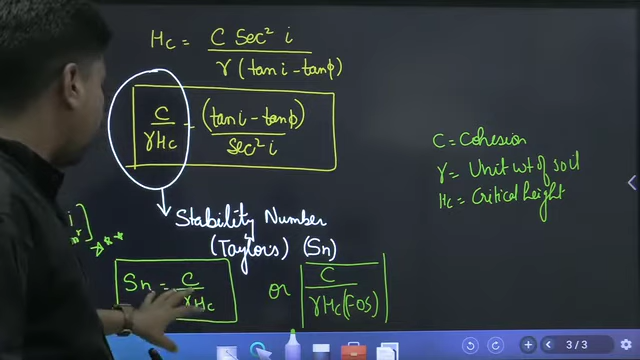 Hc = C Sec² i / γ (tan i - tanφ)
C / γHc = (tan i - tanφ) / Sec² i
C = Cohesion
γ = Unit wt of soil
Hc = Critical height
Stability Number
(Taylor's) (Sn)
Sn = C / γHc or C / γHc (FOS)
3 / 3